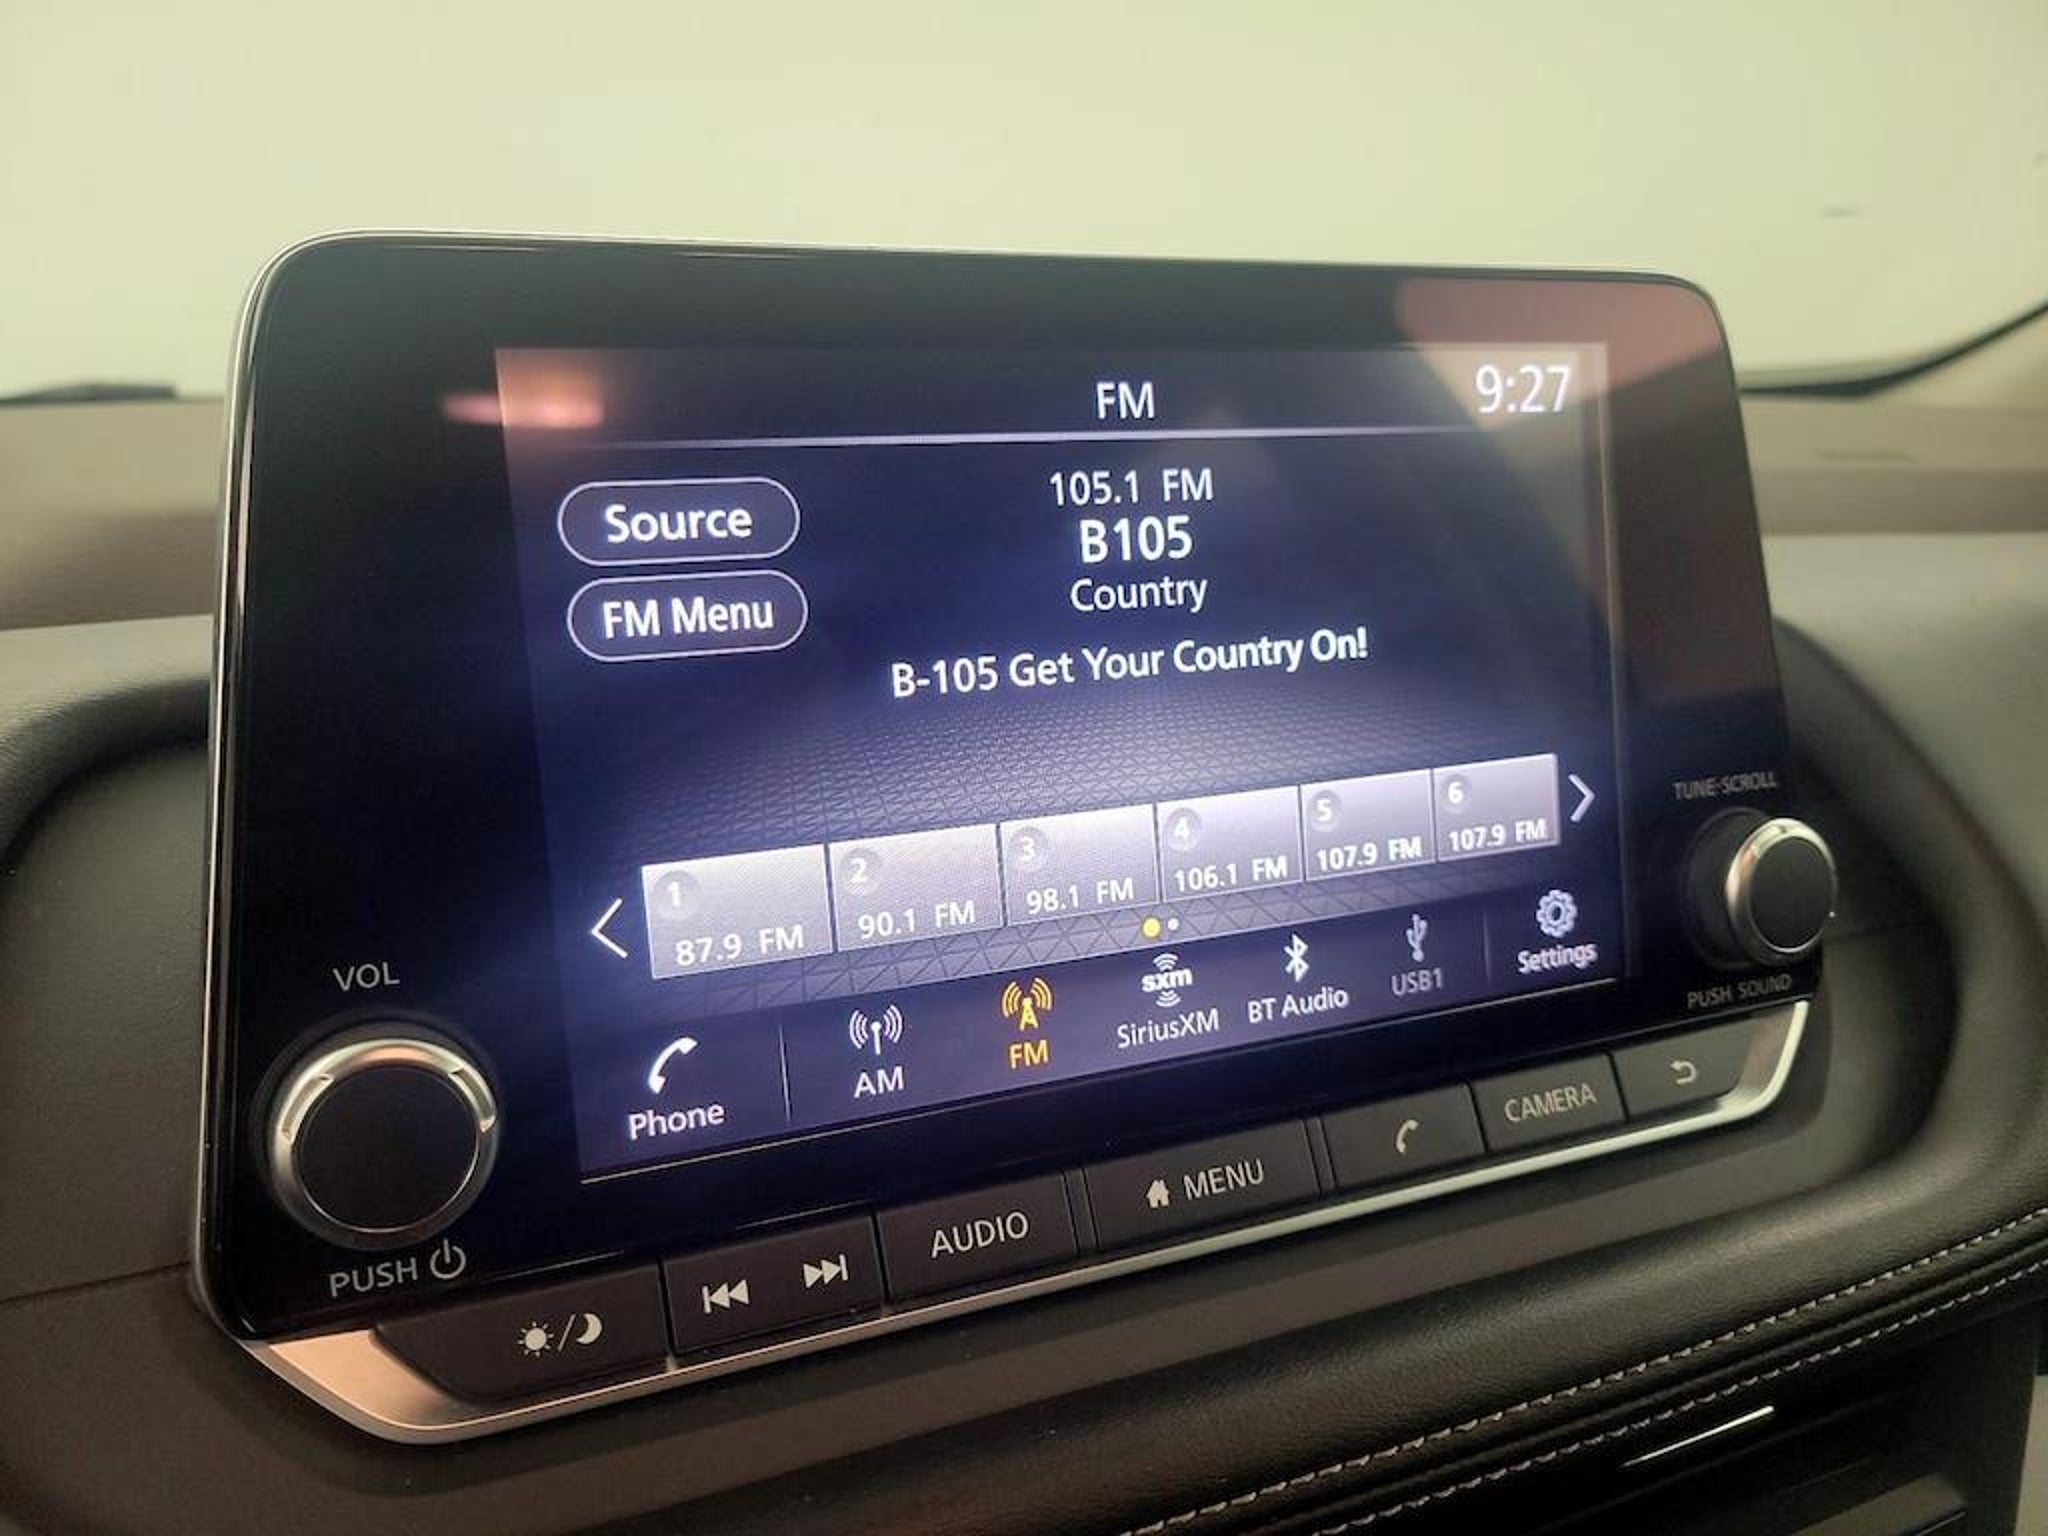 FM
9:27
Source
105.1 FM
B105
FM Menu
Country
B-105 Get Your Country On!
1
87.9 FM
2
90.1 FM
3
98.1 FM
4
106.1 FM
5
107.9 FM
6
107.9 FM
Phone
AM
FM
sxm
SiriusXM
BT Audio
USB1
Settings
VOL
PUSH
TUNE·SCROLL
PUSH SOUND
AUDIO
MENU
CAMERA